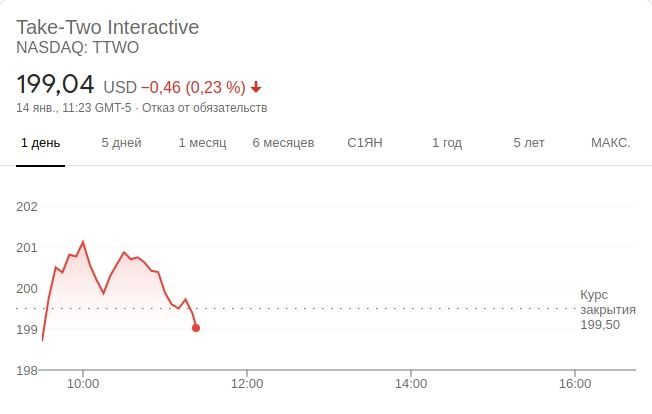 Take-Two Interactive
NASDAQ: TTWO
199,04 USD −0,46 (0,23 %)
14 янв., 11:23 GMT-5 · Отказ от обязательств
1 день 5 дней 1 месяц 6 месяцев С1ЯН 1 год 5 лет МАКС.
202
201
200
199
198
Курс
закрытия
199,50
10:00 12:00 14:00 16:00